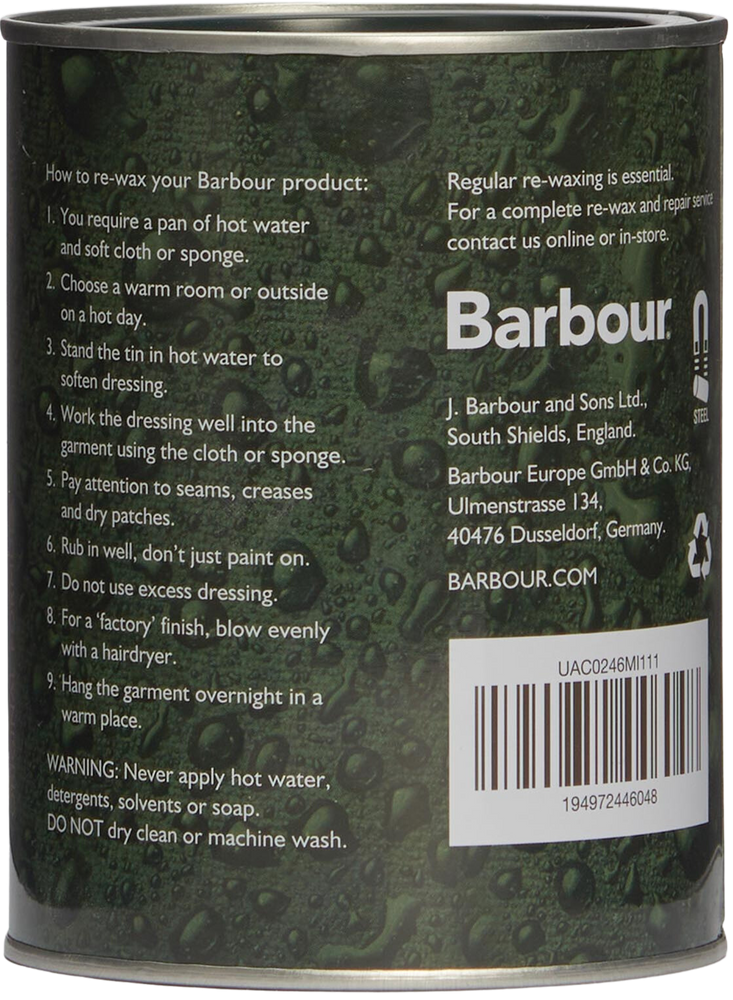 How to re-wax your Barbour product:
1. You require a pan of hot water
and soft cloth or sponge.
2. Choose a warm room or outside
on a hot day.
3. Stand the tin in hot water to
soften dressing.
4. Work the dressing well into the
garment using the cloth or sponge.
5. Pay attention to seams, creases
and dry patches.
6. Rub in well, don't just paint on.
7. Do not use excess dressing.
8. For a 'factory' finish, blow evenly
with a hairdryer.
9. Hang the garment overnight in a
warm place.
WARNING: Never apply hot water,
detergents, solvents or soap.
DO NOT dry clean or machine wash.
Regular re-waxing is essential.
For a complete re-wax and repair service
contact us online or in-store.
Barbour
STEEL
J. Barbour and Sons Ltd.,
South Shields, England.
Barbour Europe GmbH & Co. KG,
Ulmenstrasse 134,
40476 Dusseldorf, Germany.
BARBOUR.COM
UAC0246MI111
194972446048